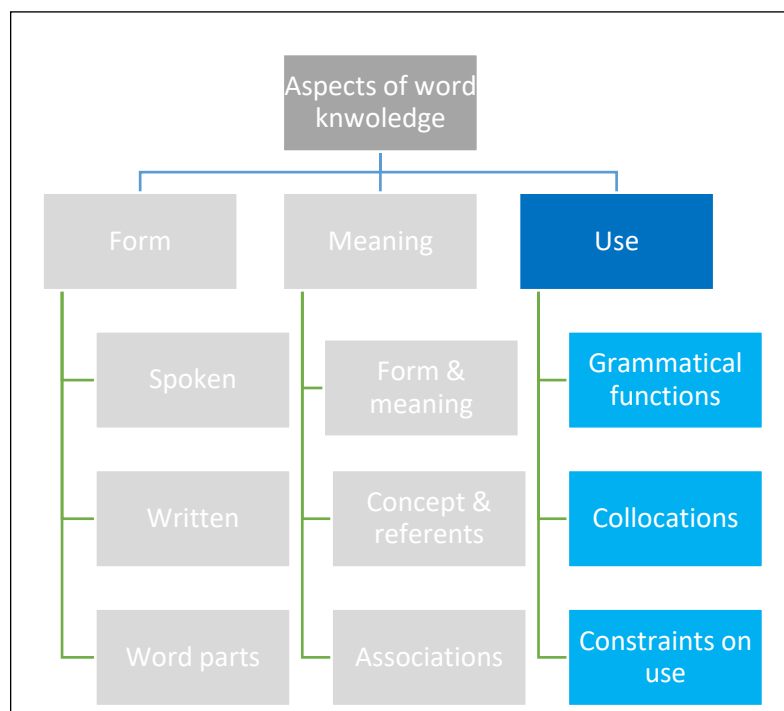 Aspects of word
knwoledge
Form
Meaning
Use
Spoken
Form &
meaning
Grammatical
functions
Written
Concept &
referents
Collocations
Word parts
Associations
Constraints on
use